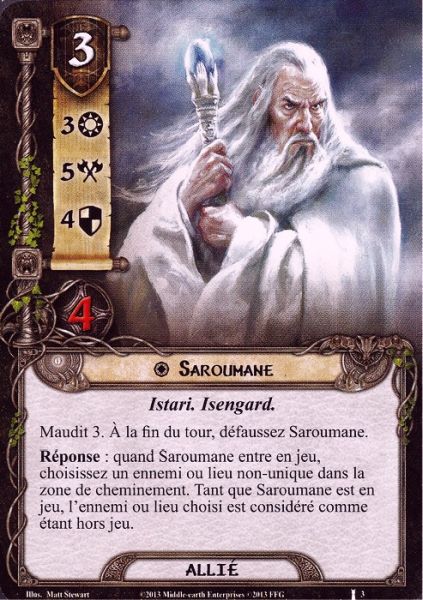 3
3
5
4
4
Saroumane
Istari. Isengard.
Maudit 3. À la fin du tour, défaussez Saroumane.
Réponse : quand Saroumane entre en jeu,
choisissez un ennemi ou lieu non-unique dans la
zone de cheminement. Tant que Saroumane est en
jeu, l'ennemi ou lieu choisi est considéré comme
étant hors jeu.
ALLIÉ
Illus. Matt Stewart ©2013 Middle-earth Enterprises ©2013 FFG 3